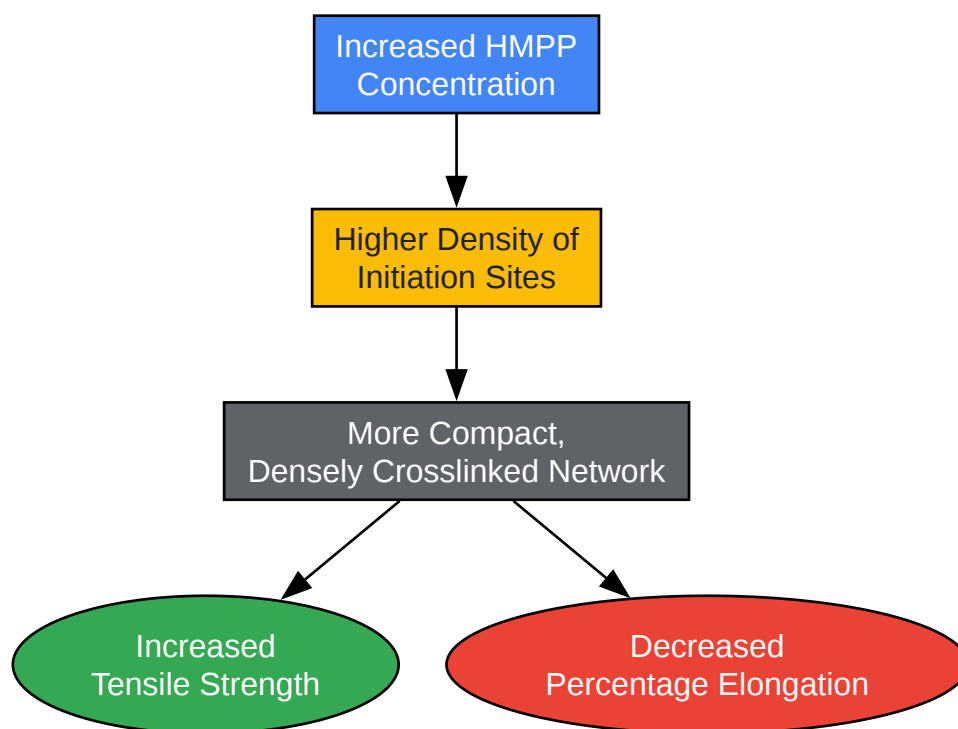 Increased HMPP
Concentration
Higher Density of
Initiation Sites
More Compact,
Densely Crosslinked Network
Increased
Tensile Strength
Decreased
Percentage Elongation